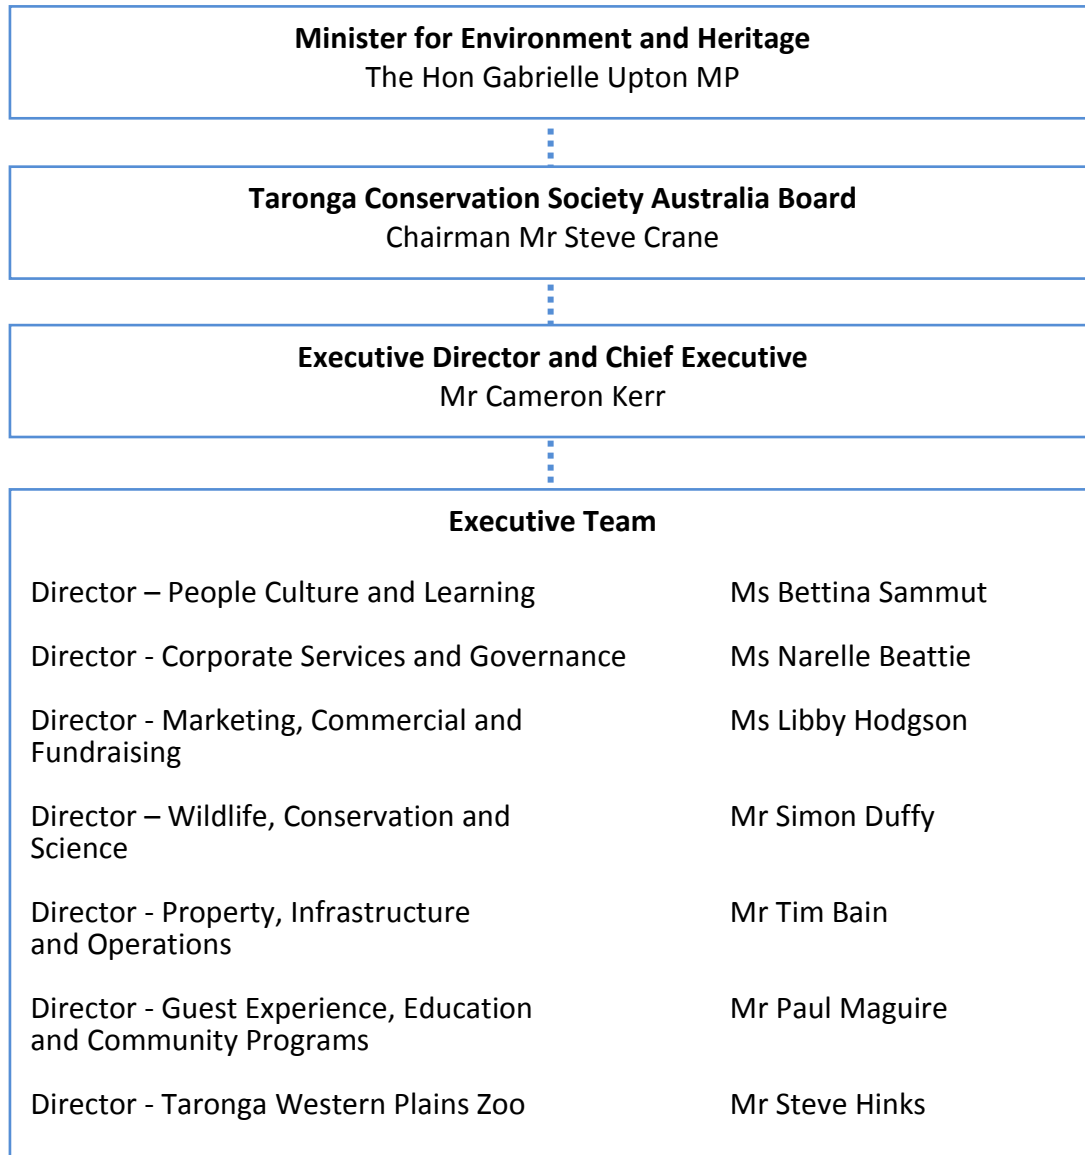 Minister for Environment and Heritage
The Hon Gabrielle Upton MP
Taronga Conservation Society Australia Board
Chairman Mr Steve Crane
Executive Director and Chief Executive
Mr Cameron Kerr
Executive Team
Director – People Culture and Learning Ms Bettina Sammut
Director - Corporate Services and Governance Ms Narelle Beattie
Director - Marketing, Commercial and Ms Libby Hodgson
Fundraising
Director – Wildlife, Conservation and Mr Simon Duffy
Science
Director - Property, Infrastructure Mr Tim Bain
and Operations
Director - Guest Experience, Education Mr Paul Maguire
and Community Programs
Director - Taronga Western Plains Zoo Mr Steve Hinks